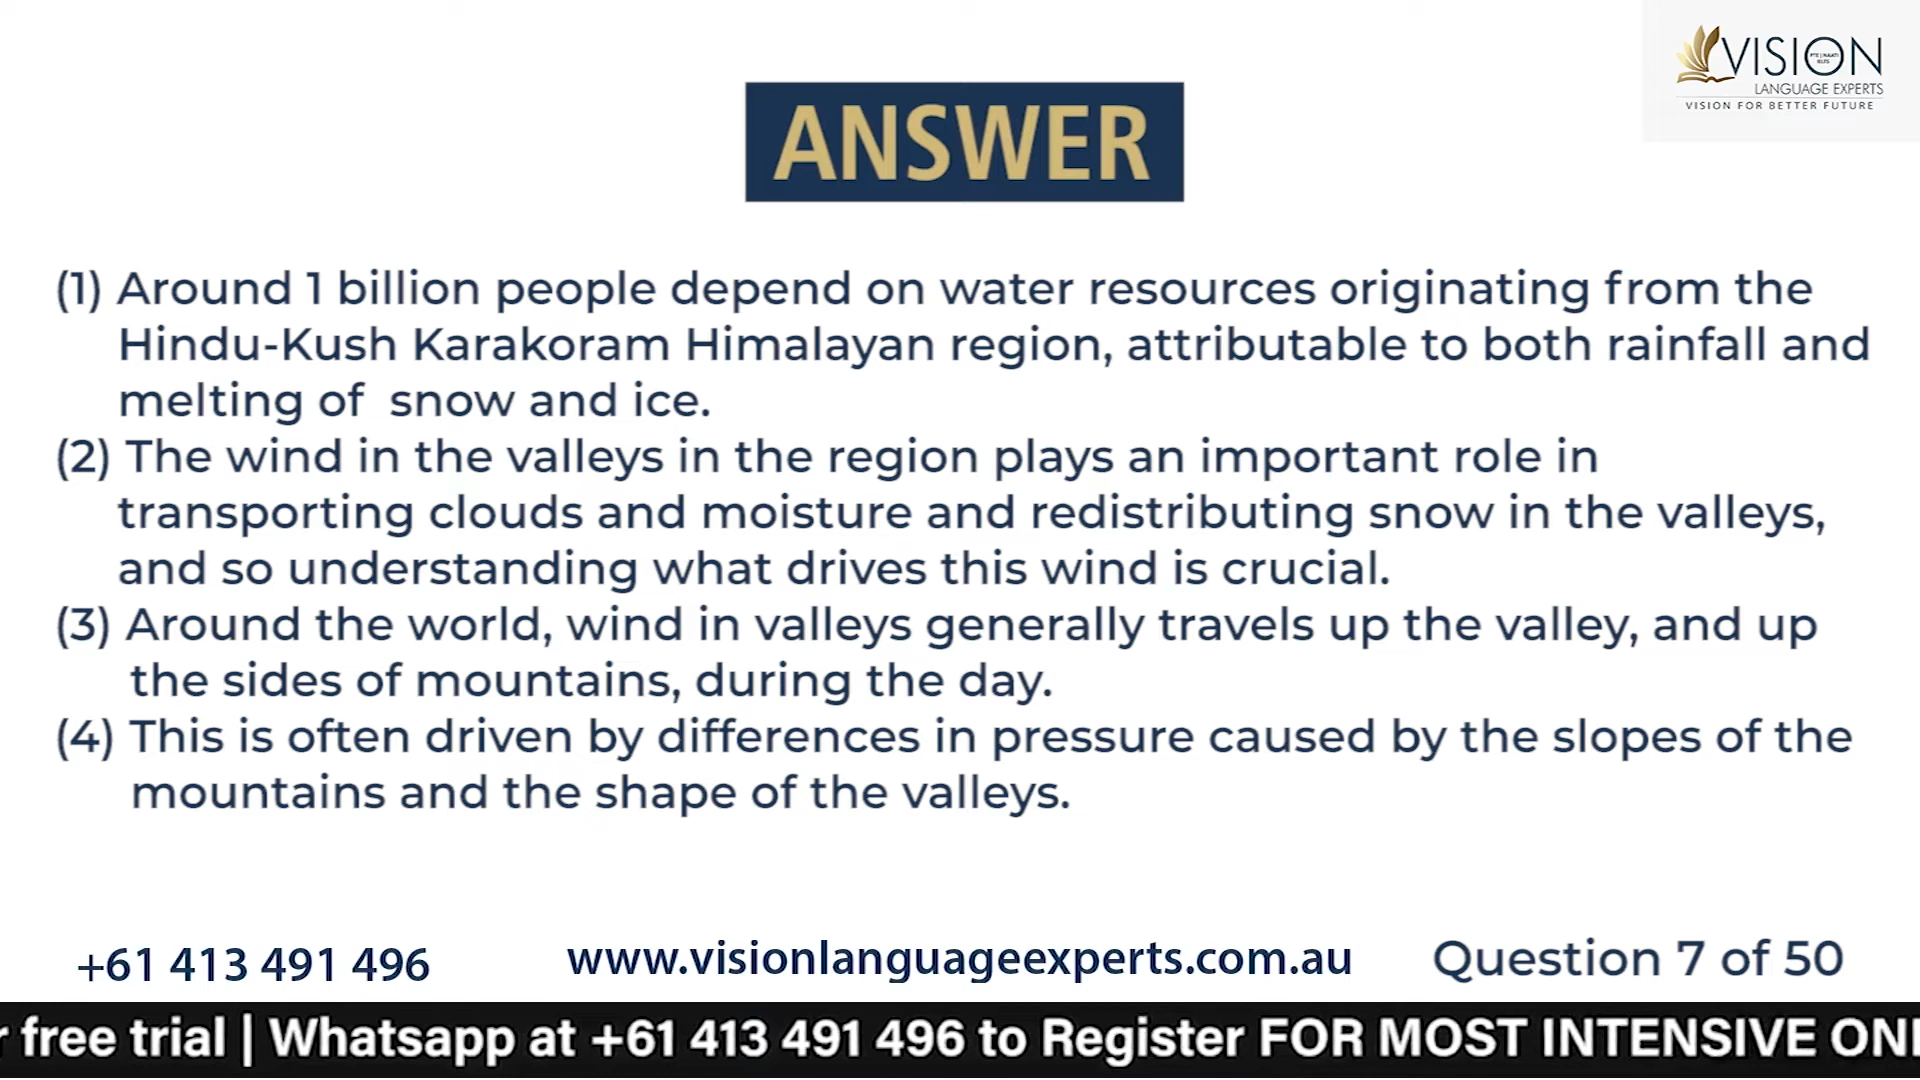 VISION
LANGUAGE EXPERTS
VISION FOR BETTER FUTURE
ANSWER
(1) Around 1 billion people depend on water resources originating from the
Hindu-Kush Karakoram Himalayan region, attributable to both rainfall and
melting of snow and ice.
(2) The wind in the valleys in the region plays an important role in
transporting clouds and moisture and redistributing snow in the valleys,
and so understanding what drives this wind is crucial.
(3) Around the world, wind in valleys generally travels up the valley, and up
the sides of mountains, during the day.
(4) This is often driven by differences in pressure caused by the slopes of the
mountains and the shape of the valleys.
+61 413 491 496 www.visionlanguageexperts.com.au Question 7 of 50
free trial | Whatsapp at +61 413 491 496 to Register FOR MOST INTENSIVE